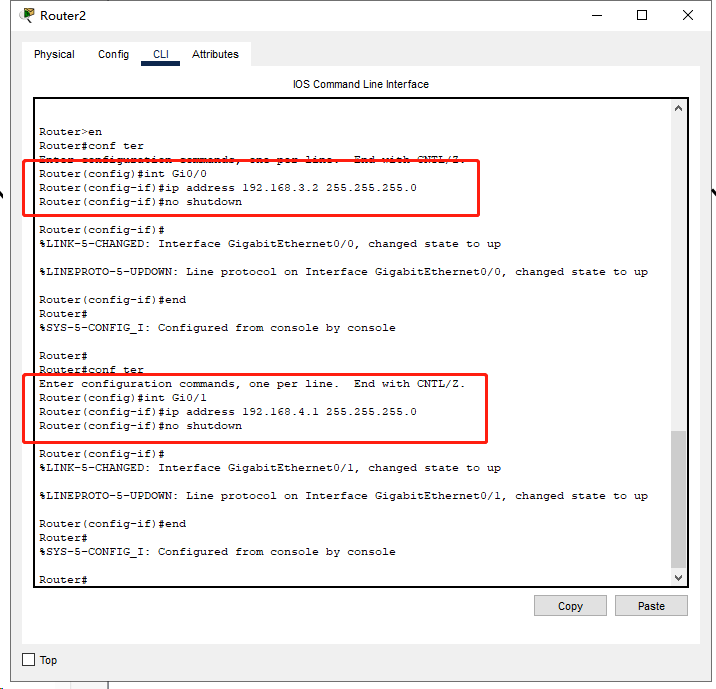 Router2
Physical Config CLI Attributes
IOS Command Line Interface
Router>en
Router#conf ter
Enter configuration commands, one per line.  End with CNTL/Z.
Router(config)#int Gi0/0
Router(config-if)#ip address 192.168.3.2 255.255.255.0
Router(config-if)#no shutdown
Router(config-if)#
%LINK-5-CHANGED: Interface GigabitEthernet0/0, changed state to up
%LINEPROTO-5-UPDOWN: Line protocol on Interface GigabitEthernet0/0, changed state to up
Router(config-if)#end
Router#
%SYS-5-CONFIG_I: Configured from console by console
Router#
Router#conf ter
Enter configuration commands, one per line.  End with CNTL/Z.
Router(config)#int Gi0/1
Router(config-if)#ip address 192.168.4.1 255.255.255.0
Router(config-if)#no shutdown
Router(config-if)#
%LINK-5-CHANGED: Interface GigabitEthernet0/1, changed state to up
%LINEPROTO-5-UPDOWN: Line protocol on Interface GigabitEthernet0/1, changed state to up
Router(config-if)#end
Router#
%SYS-5-CONFIG_I: Configured from console by console
Router#
Copy Paste
Top